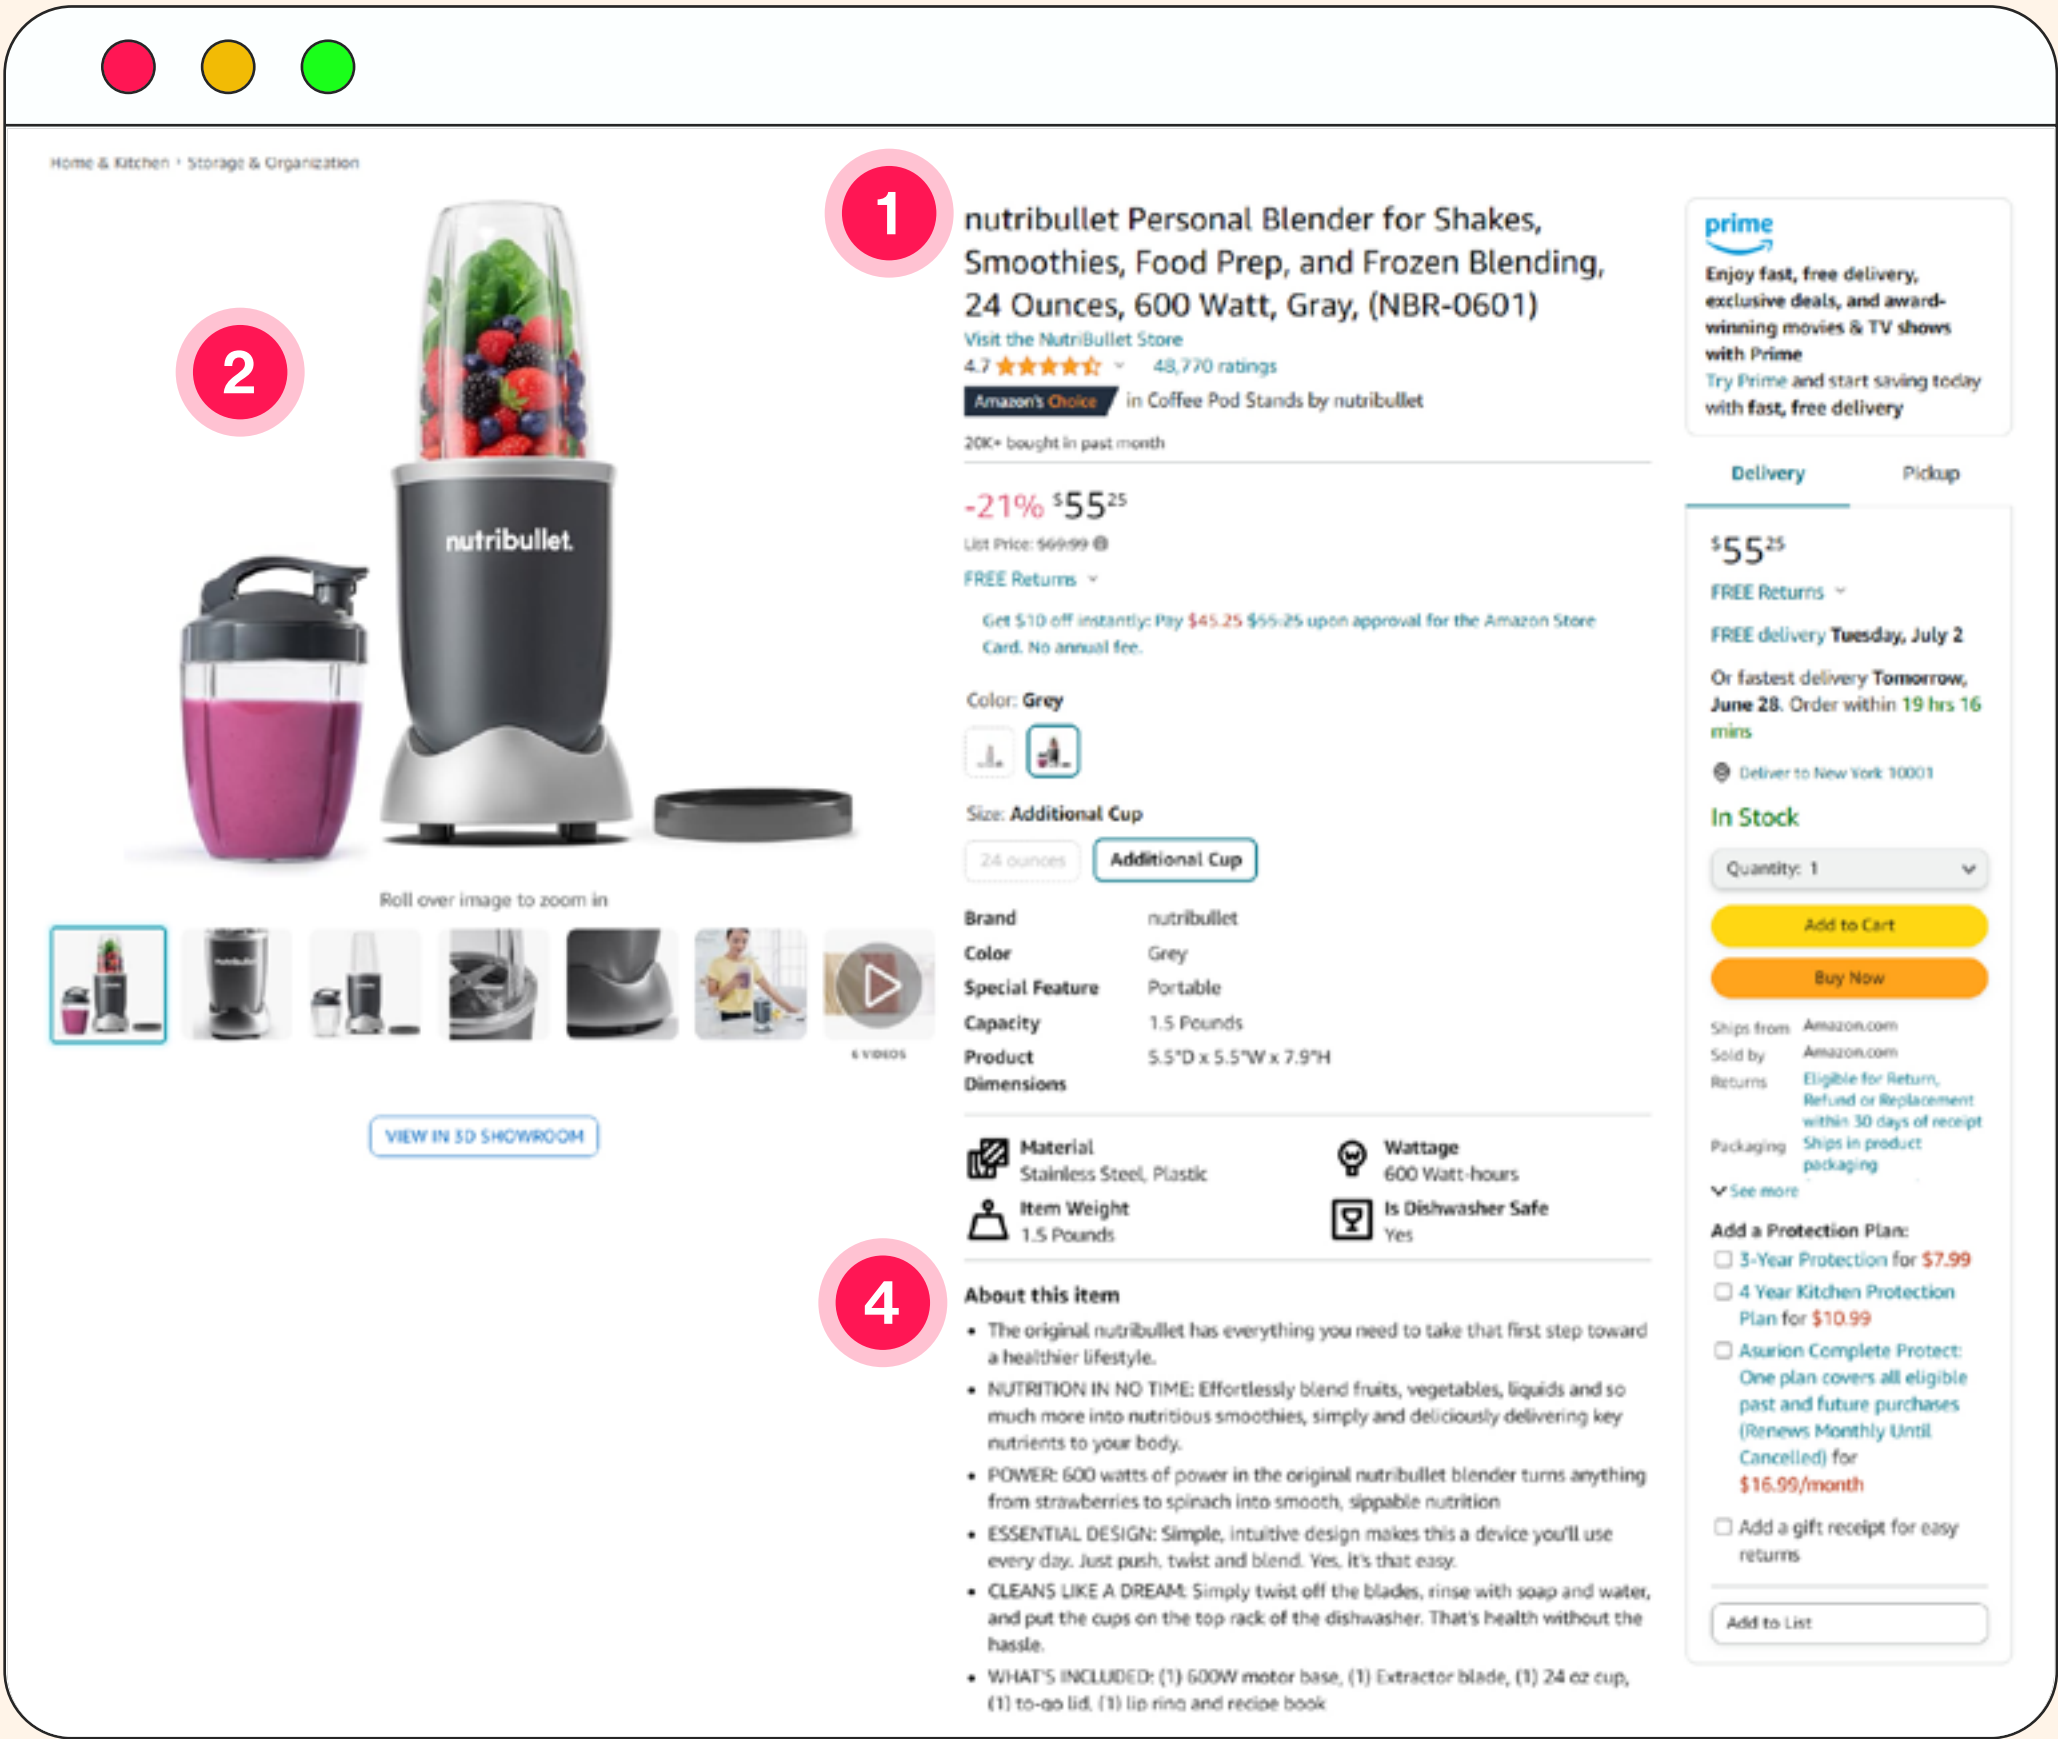 Home & Kitchen › Storage & Organization
1
2
nutribullet.
Roll over image to zoom in
6 VIDEOS
VIEW IN 3D SHOWROOM
nutribullet Personal Blender for Shakes,
Smoothies, Food Prep, and Frozen Blending,
24 Ounces, 600 Watt, Gray, (NBR-0601)
Visit the NutriBullet Store
4.7 48,770 ratings
Amazon's Choice in Coffee Pod Stands by nutribullet
20K+ bought in past month
-21% $55 25
List Price: $69.99
FREE Returns
Get $10 off instantly: Pay $45.25 $55.25 upon approval for the Amazon Store
Card. No annual fee.
Color: Grey
Size: Additional Cup
24 ounces Additional Cup
Brand nutribullet
Color Grey
Special Feature Portable
Capacity 1.5 Pounds
Product 5.5"D x 5.5"W x 7.9"H
Dimensions
Material Wattage
Stainless Steel, Plastic 600 Watt-hours
Item Weight Is Dishwasher Safe
1.5 Pounds Yes
4
About this item
• The original nutribullet has everything you need to take that first step toward
a healthier lifestyle.
• NUTRITION IN NO TIME: Effortlessly blend fruits, vegetables, liquids and so
much more into nutritious smoothies, simply and deliciously delivering key
nutrients to your body.
• POWER: 600 watts of power in the original nutribullet blender turns anything
from strawberries to spinach into smooth, sippable nutrition
• ESSENTIAL DESIGN: Simple, intuitive design makes this a device you'll use
every day. Just push, twist and blend. Yes, it's that easy.
• CLEANS LIKE A DREAM: Simply twist off the blades, rinse with soap and water,
and put the cups on the top rack of the dishwasher. That's health without the
hassle.
• WHAT'S INCLUDED: (1) 600W motor base, (1) Extractor blade, (1) 24 oz cup,
(1) to-go lid, (1) lip ring and recipe book
prime
Enjoy fast, free delivery,
exclusive deals, and award-
winning movies & TV shows
with Prime
Try Prime and start saving today
with fast, free delivery
Delivery Pickup
$55 25
FREE Returns
FREE delivery Tuesday, July 2
Or fastest delivery Tomorrow,
June 28. Order within 19 hrs 16
mins
Deliver to New York 10001
In Stock
Quantity: 1
Add to Cart
Buy Now
Ships from Amazon.com
Sold by Amazon.com
Returns Eligible for Return,
Refund or Replacement
within 30 days of receipt
Packaging Ships in product
packaging
See more
Add a Protection Plan:
3-Year Protection for $7.99
4 Year Kitchen Protection
Plan for $10.99
Asurion Complete Protect:
One plan covers all eligible
past and future purchases
(Renews Monthly Until
Cancelled) for
$16.99/month
Add a gift receipt for easy
returns
Add to List